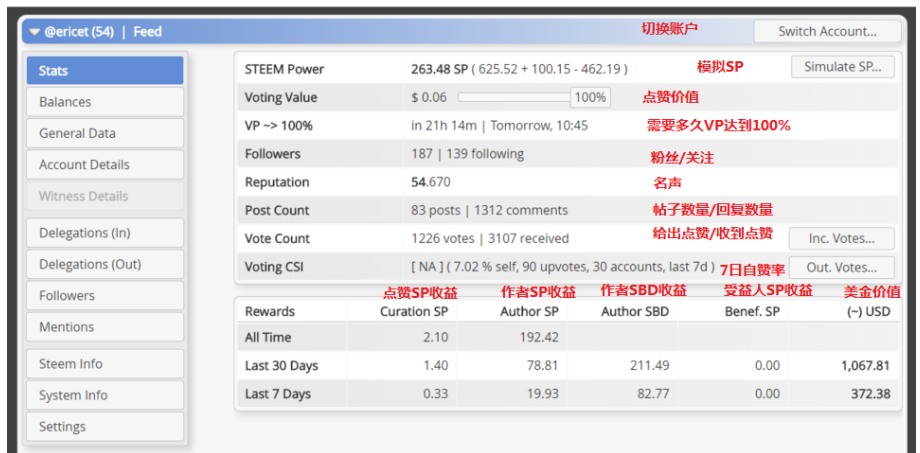 @ericet (54) | Feed 切换账户 Switch Account...
Stats
Balances
General Data
Account Details
Witness Details
Delegations (In)
Delegations (Out)
Followers
Mentions
Steem Info
System Info
Settings
STEEM Power 263.48 SP ( 625.52 + 100.15 - 462.19 ) 模拟SP Simulate SP...
Voting Value $ 0.06 100% 点赞价值
VP ~> 100% in 21h 14m | Tomorrow, 10:45 需要多久VP达到100%
Followers 187 | 139 following 粉丝/关注
Reputation 54.670 名声
Post Count 83 posts | 1312 comments 帖子数量/回复数量
Vote Count 1226 votes | 3107 received 给出点赞/收到点赞 Inc. Votes...
Voting CSI [ NA ] ( 7.02 % self, 90 upvotes, 30 accounts, last 7d ) 7日自赞率 Out. Votes...
点赞SP收益 作者SP收益 作者SBD收益 受益人SP收益 美金价值
Rewards Curation SP Author SP Author SBD Benef. SP (~) USD
All Time 2.10 192.42
Last 30 Days 1.40 78.81 211.49 0.00 1,067.81
Last 7 Days 0.33 19.93 82.77 0.00 372.38